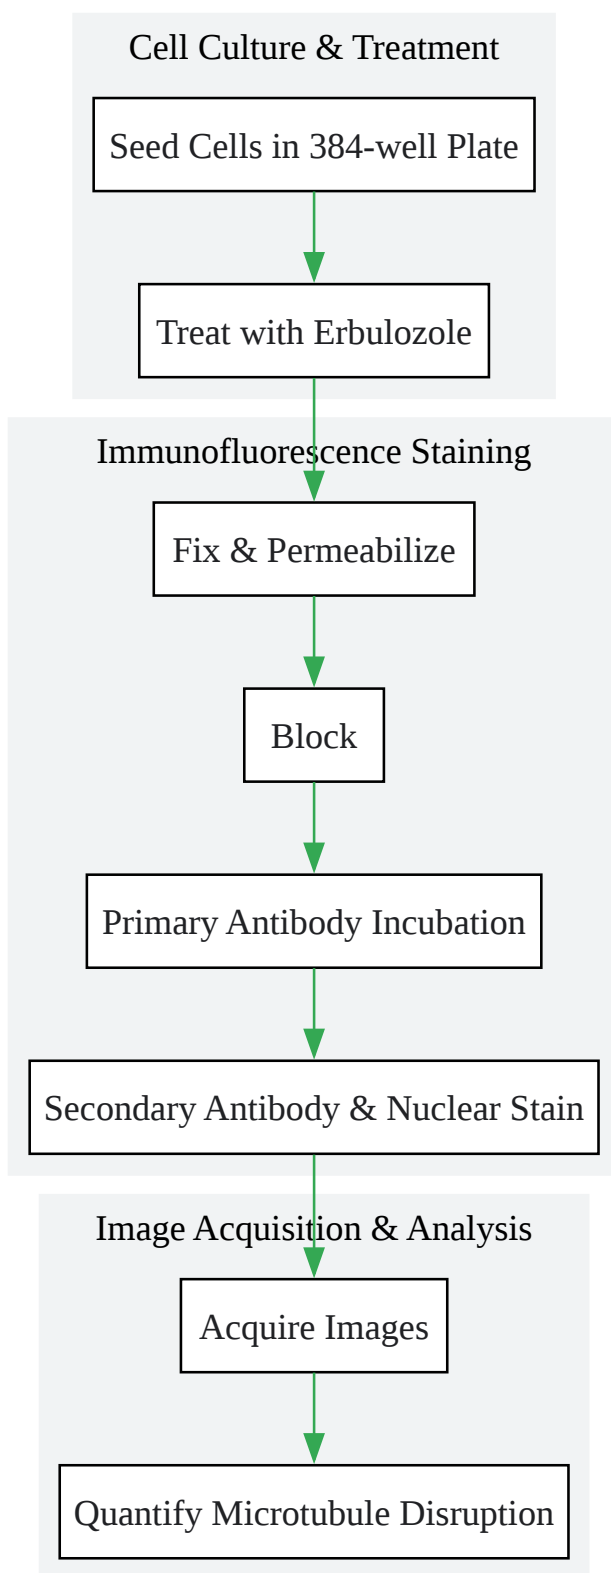 Cell Culture & Treatment
Seed Cells in 384-well Plate
Treat with Erbulozole
Immunofluorescence Staining
Fix & Permeabilize
Block
Primary Antibody Incubation
Secondary Antibody & Nuclear Stain
Image Acquisition & Analysis
Acquire Images
Quantify Microtubule Disruption